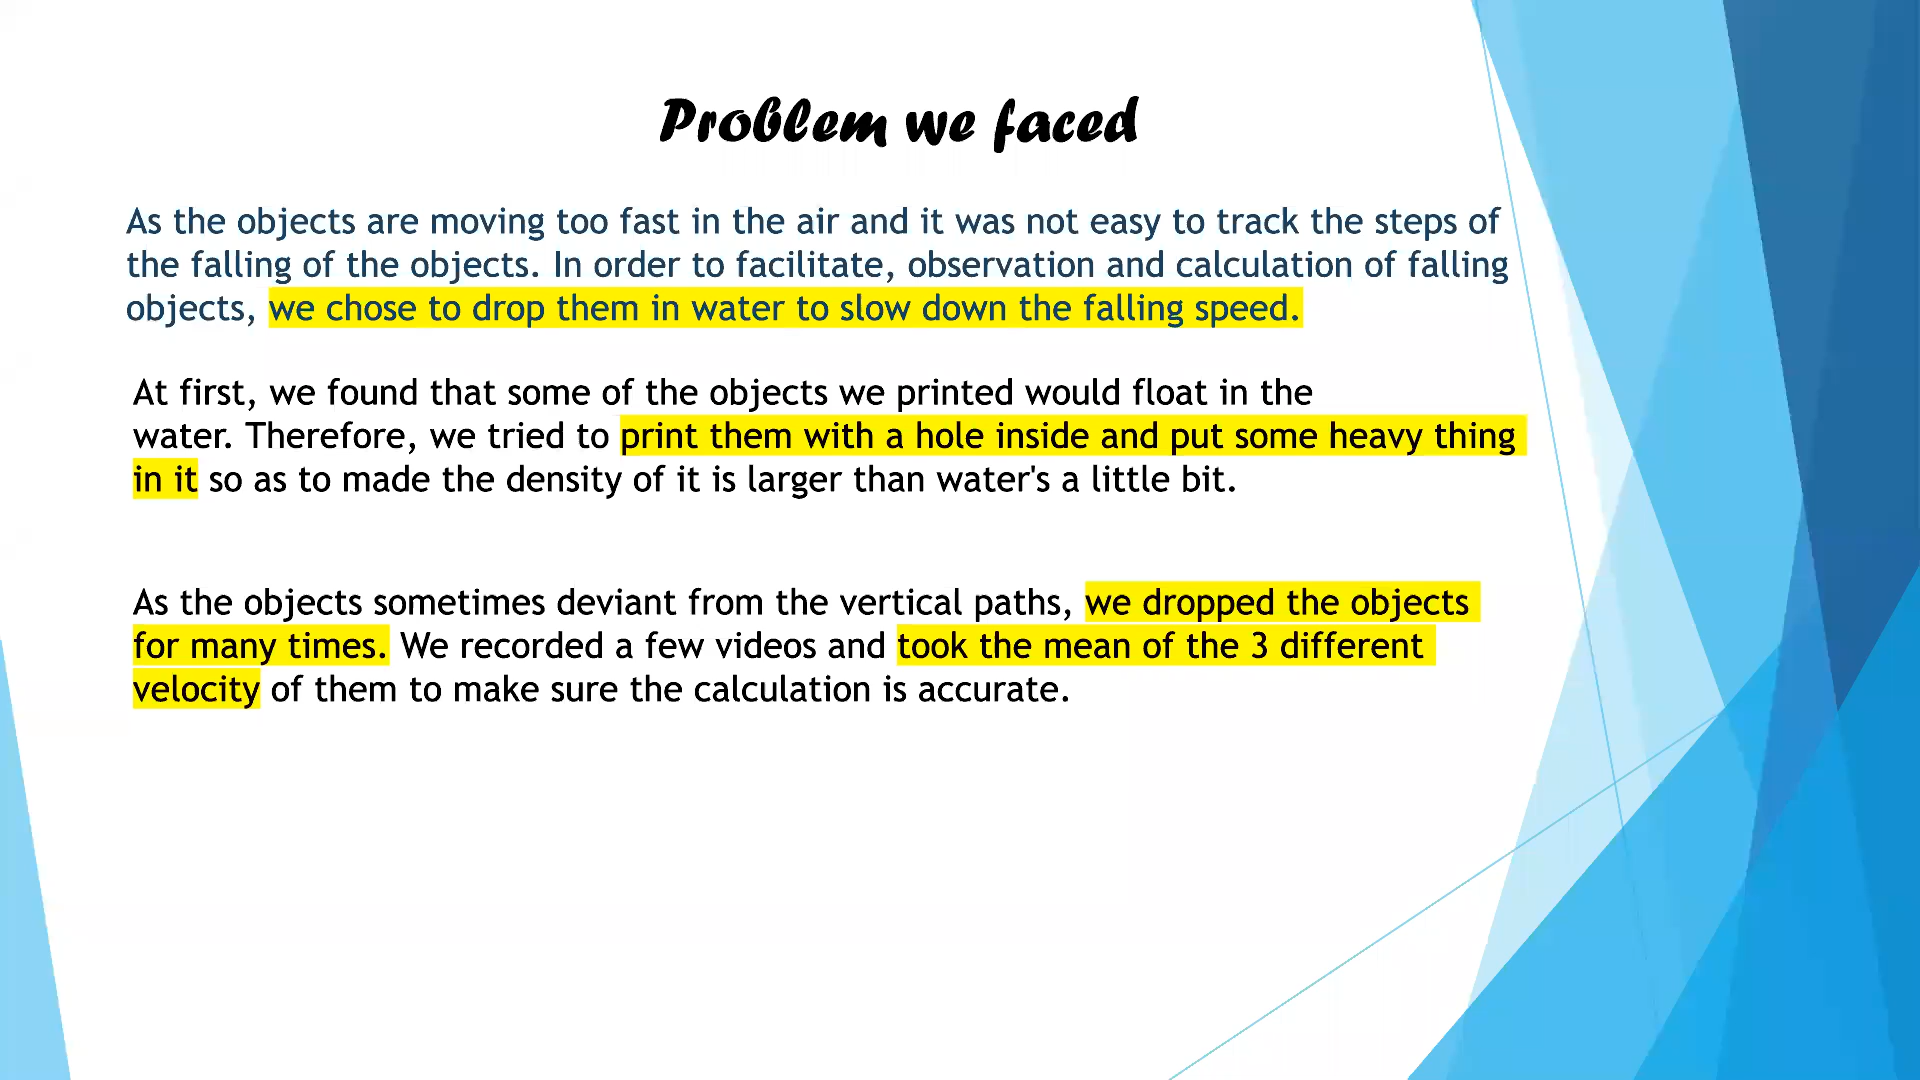 Problem we faced
As the objects are moving too fast in the air and it was not easy to track the steps of
the falling of the objects. In order to facilitate, observation and calculation of falling
objects, we chose to drop them in water to slow down the falling speed.
At first, we found that some of the objects we printed would float in the
water. Therefore, we tried to print them with a hole inside and put some heavy thing
in it so as to made the density of it is larger than water's a little bit.
As the objects sometimes deviant from the vertical paths, we dropped the objects
for many times. We recorded a few videos and took the mean of the 3 different
velocity of them to make sure the calculation is accurate.